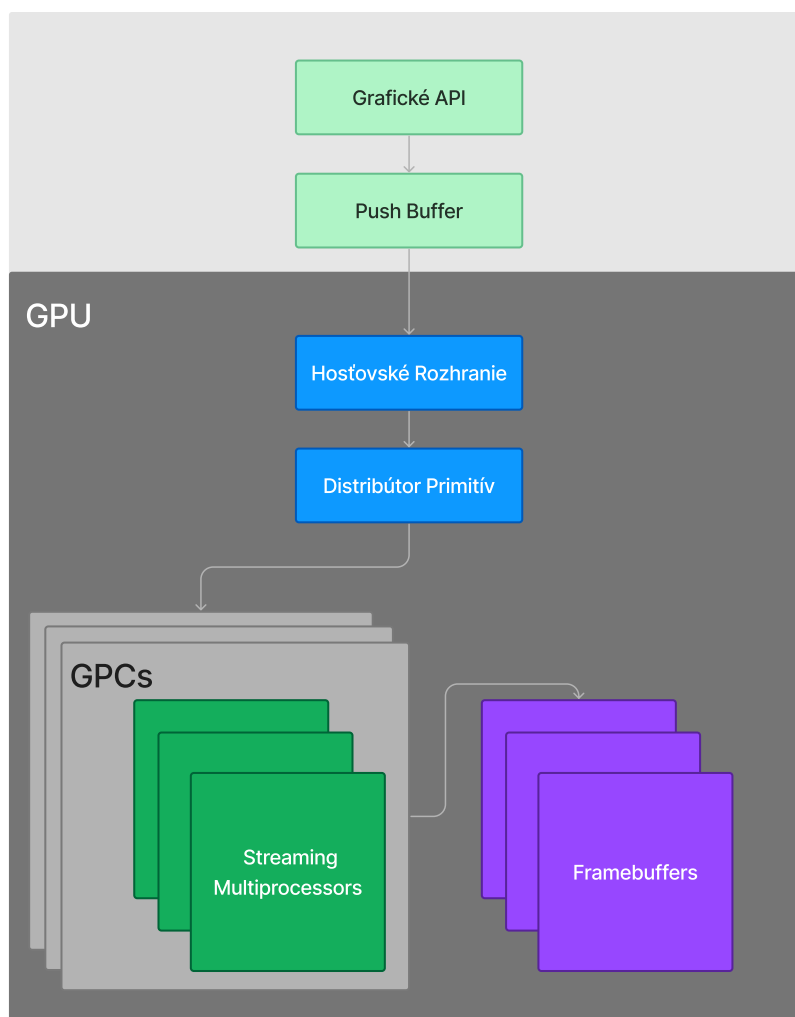 Grafické API
Push Buffer
GPU
Hosťovské Rozhranie
Distribútor Primitív
GPCs
Streaming
Multiprocessors
Framebuffers